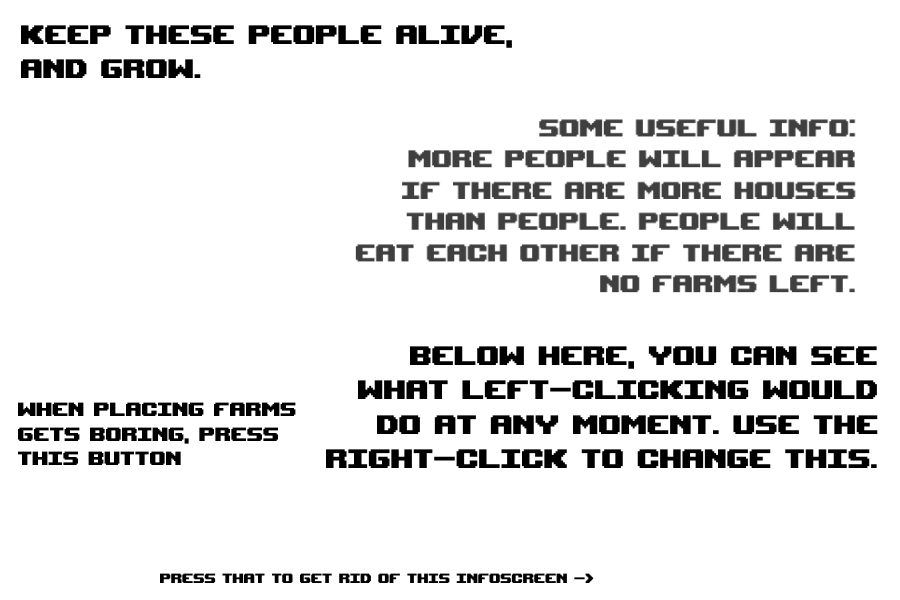 KEEP THESE PEOPLE ALIVE,
AND GROW.
SOME USEFUL INFO:
MORE PEOPLE WILL APPEAR
IF THERE ARE MORE HOUSES
THAN PEOPLE. PEOPLE WILL
EAT EACH OTHER IF THERE ARE
NO FARMS LEFT.
BELOW HERE, YOU CAN SEE
WHAT LEFT-CLICKING WOULD
DO AT ANY MOMENT. USE THE
RIGHT-CLICK TO CHANGE THIS.
WHEN PLACING FARMS
GETS BORING, PRESS
THIS BUTTON
PRESS THAT TO GET RID OF THIS INFOSCREEN ->